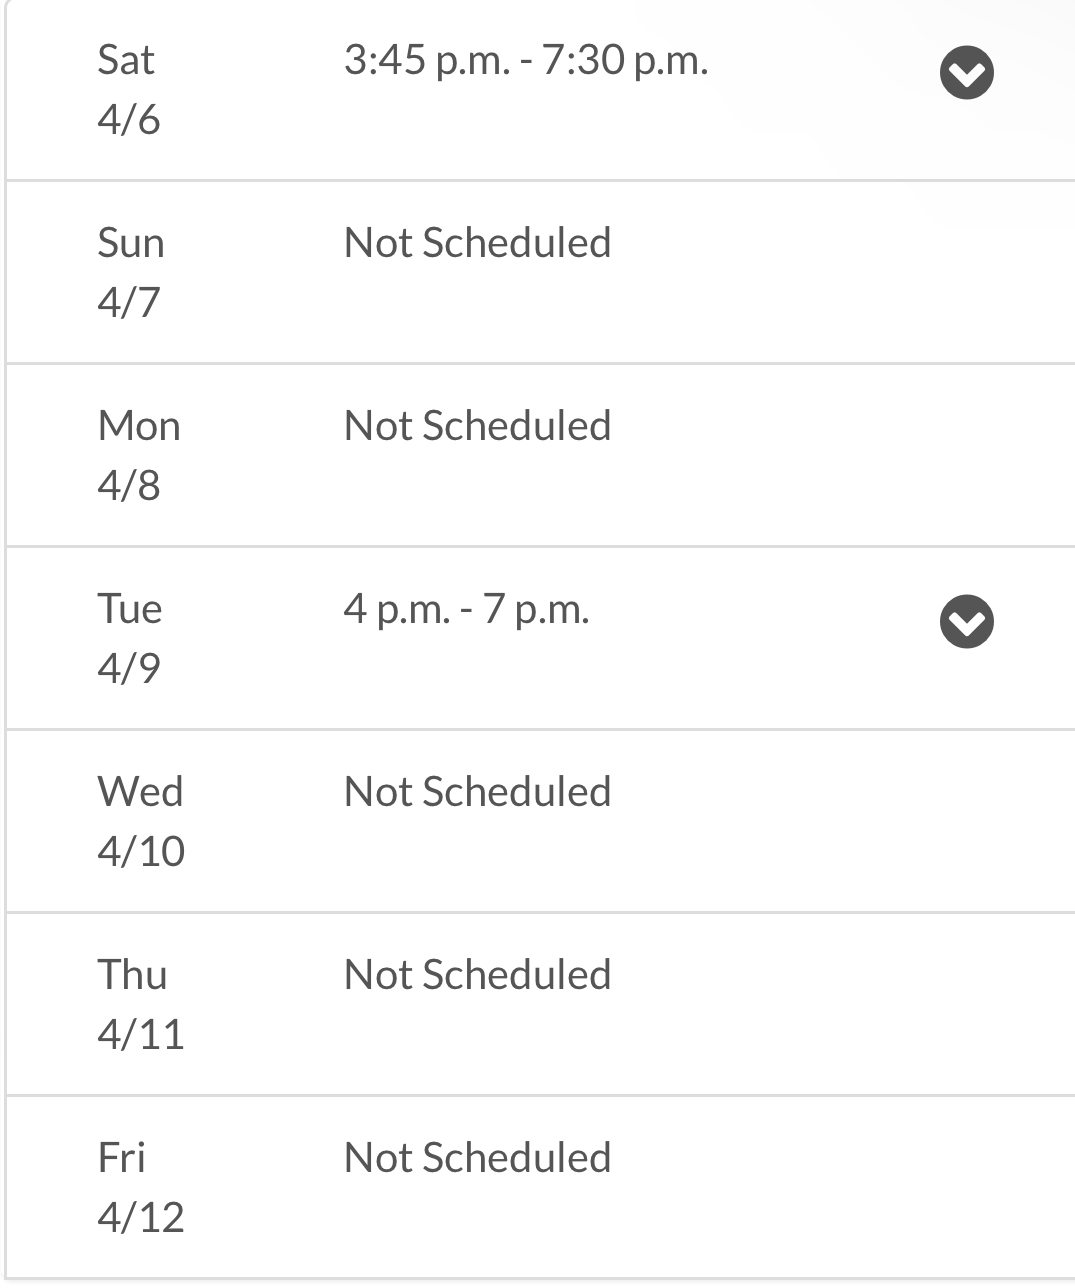 Sat 3:45 p.m. - 7:30 p.m.
4/6
Sun Not Scheduled
4/7
Mon Not Scheduled
4/8
Tue 4 p.m. - 7 p.m.
4/9
Wed Not Scheduled
4/10
Thu Not Scheduled
4/11
Fri Not Scheduled
4/12